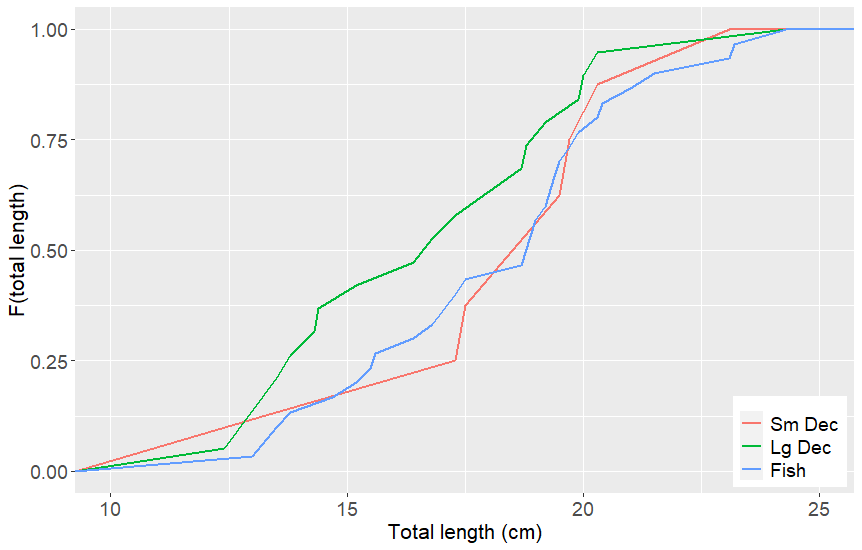 1.00
0.75
0.50
0.25
0.00
F(total length)
10
15
20
25
Total length (cm)
Sm Dec
Lg Dec
Fish